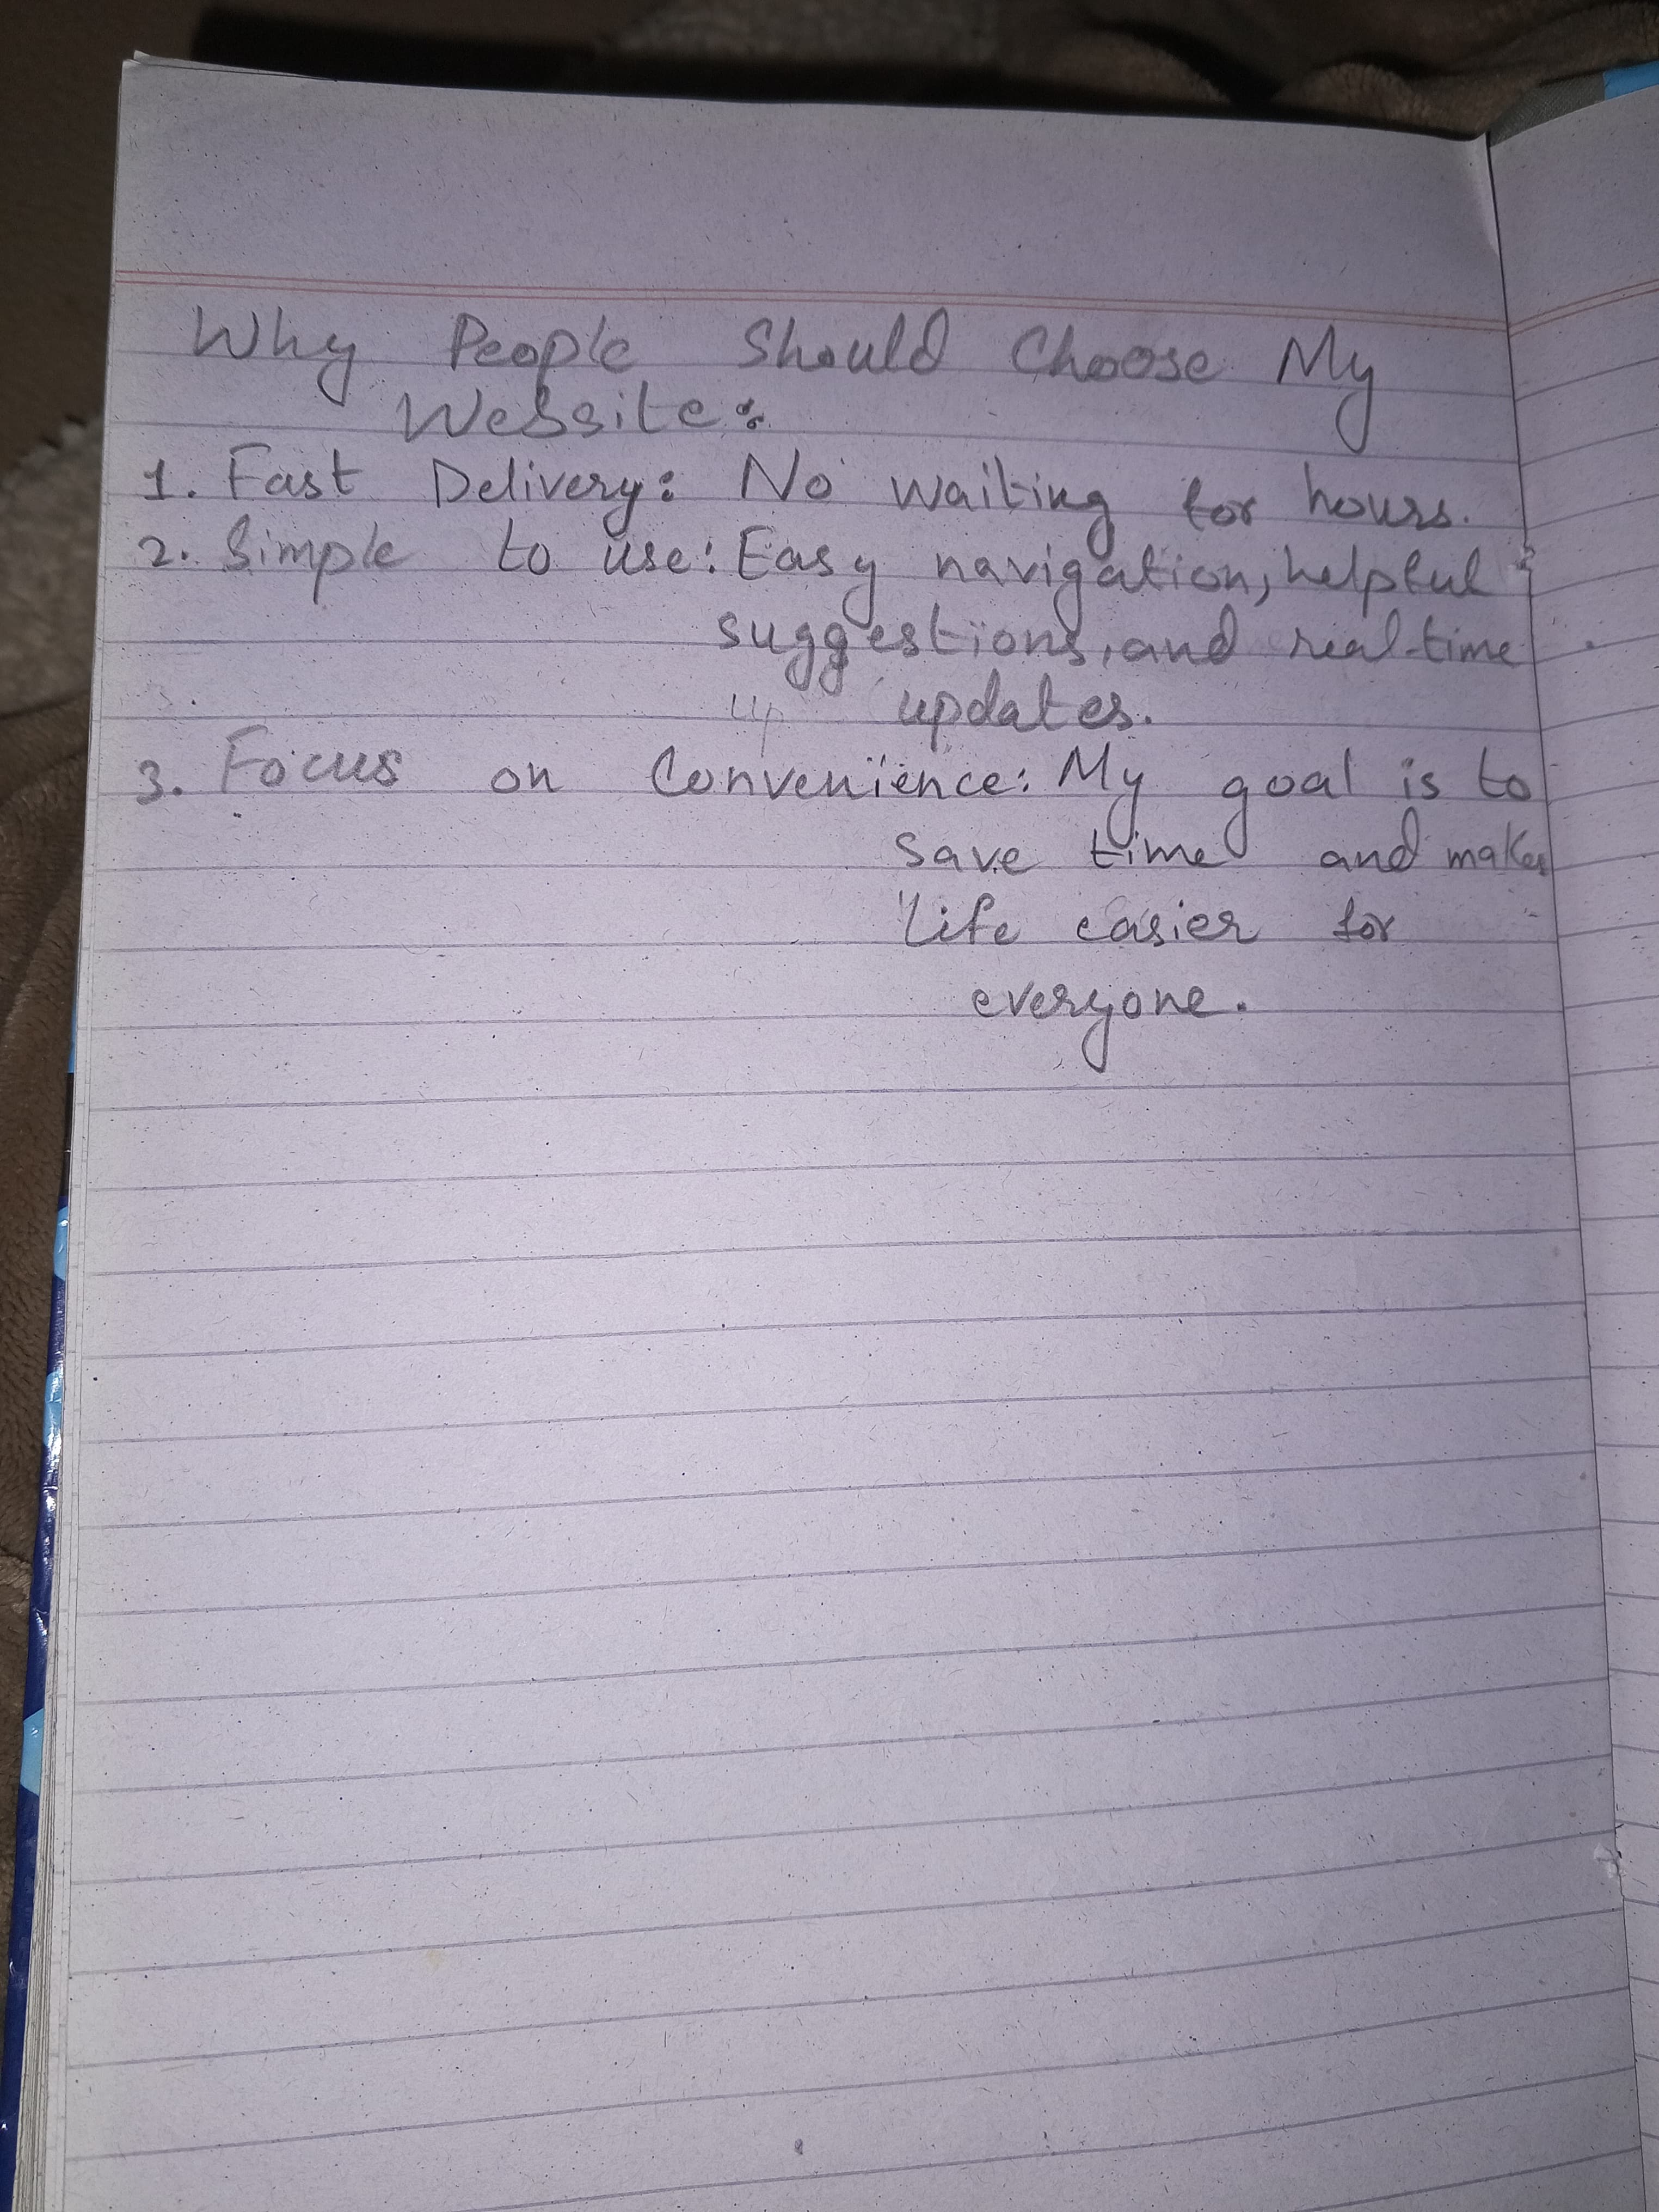 Why People Should Choose My
Website:
1. Fast Delivery: No waiting for hours.
2. Simple to use: Easy navigation, helpful
suggestions, and real-time
up updates.
3. Focus on Convenience: My goal is to
save time and makes
life easier for
everyone.